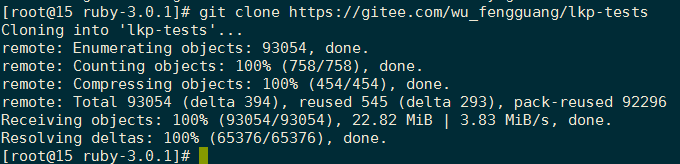 [root@15 ruby-3.0.1]# git clone https://gitee.com/wu_fengguang/lkp-tests
Cloning into 'lkp-tests'...
remote: Enumerating objects: 93054, done.
remote: Counting objects: 100% (758/758), done.
remote: Compressing objects: 100% (454/454), done.
remote: Total 93054 (delta 394), reused 545 (delta 293), pack-reused 92296
Receiving objects: 100% (93054/93054), 22.82 MiB | 3.83 MiB/s, done.
Resolving deltas: 100% (65376/65376), done.
[root@15 ruby-3.0.1]#